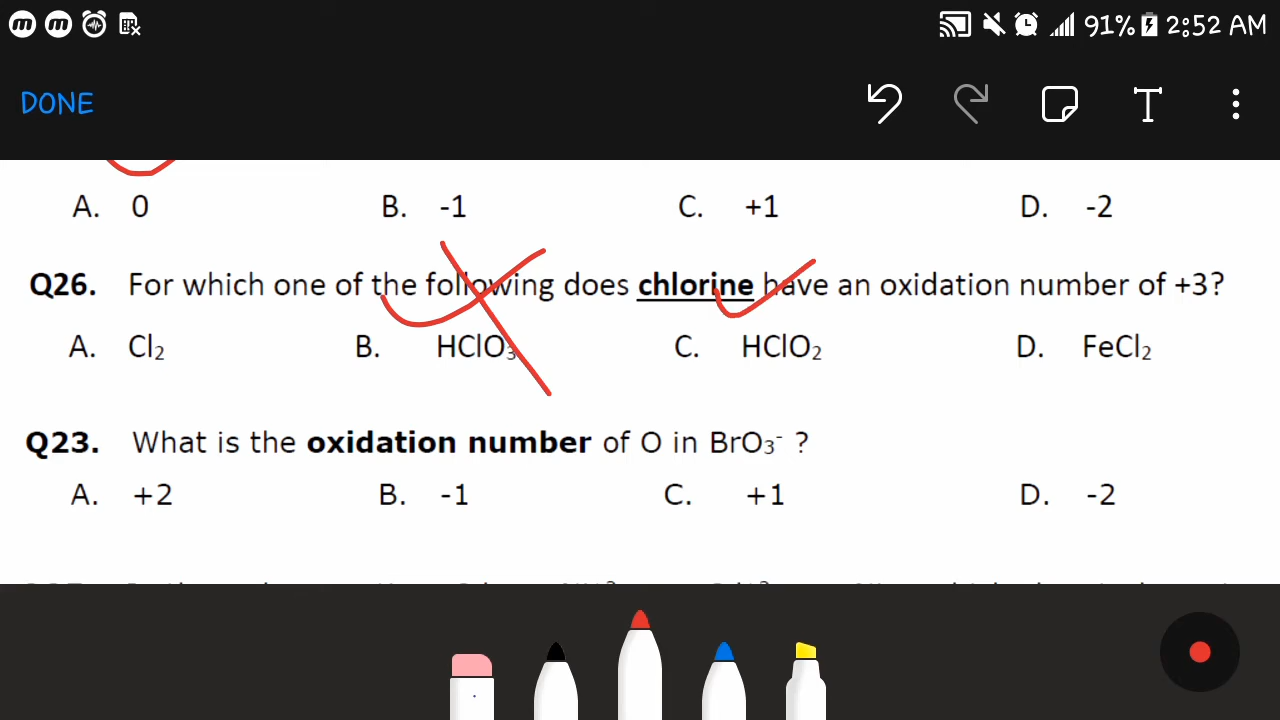 91% 2:52 AM
DONE
T
A. 0 B. -1 C. +1 D. -2
Q26. For which one of the following does chlorine have an oxidation number of +3?
A. Cl₂ B. HClO₃ C. HClO₂ D. FeCl₂
Q23. What is the oxidation number of O in BrO₃⁻ ?
A. +2 B. -1 C. +1 D. -2